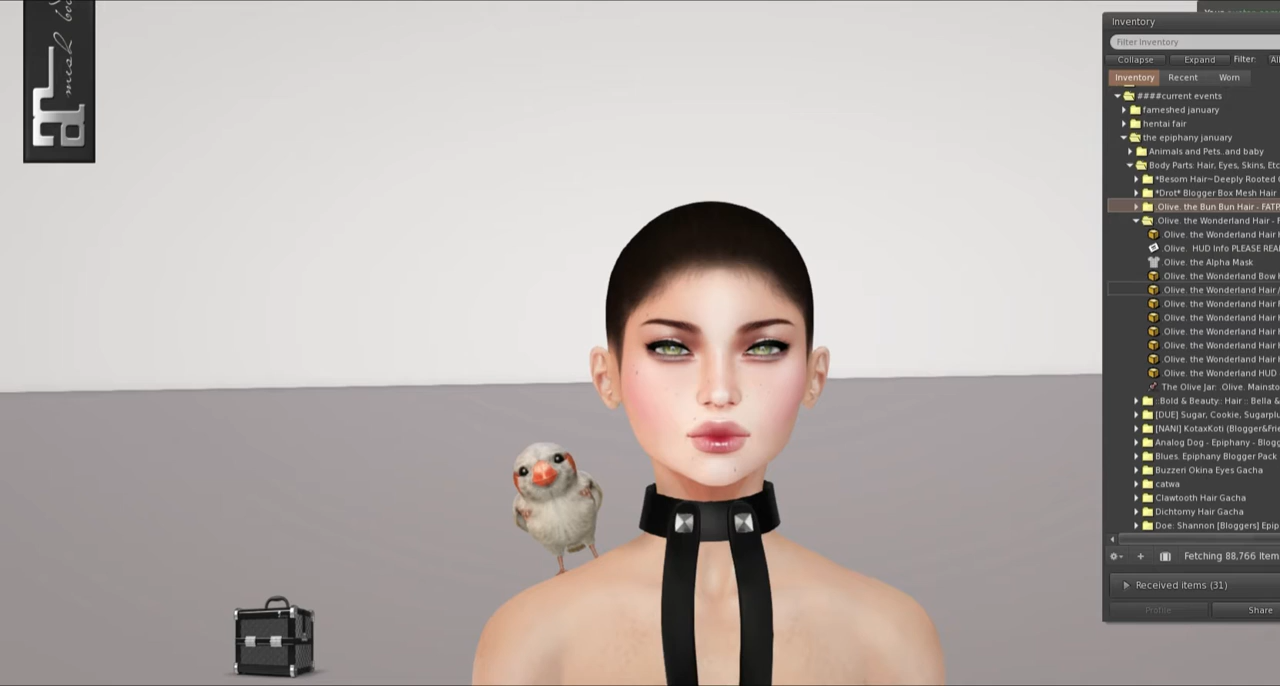 mesh
Inventory
Filter Inventory
Collapse Expand Filter:
Inventory Recent Worn
####current events
fameshed january
hentai fair
the epiphany january
Animals and Pets..and baby
Body Parts: Hair, Eyes, Skins, Etc
*Besom Hair~Deeply Rooted
*Drot* Blogger Box Mesh Hair
.Olive. the Bun Bun Hair - FATP
.Olive. the Wonderland Hair -
.Olive. the Wonderland Hair
.Olive. HUD Info PLEASE REA
.Olive. the Alpha Mask
.Olive. the Wonderland Bow
.Olive. the Wonderland Hair
.Olive. the Wonderland Hair
.Olive. the Wonderland Hair
.Olive. the Wonderland Hair
.Olive. the Wonderland Hair
.Olive. the Wonderland Hair
.Olive. the Wonderland HUD
The Olive Jar: .Olive. Mainsto
::Bold & Beauty:: Hair :: Bella &
[DUE] Sugar, Cookie, Sugarplu
[NANI] KotaxKoti (Blogger&Frie
Analog Dog - Epiphany - Blogg
Blues. Epiphany Blogger Pack
Buzzeri Okina Eyes Gacha
catwa
Clawtooth Hair Gacha
Dichtomy Hair Gacha
Doe: Shannon [Bloggers] Epip
Fetching 88,766 Item
Received items (31)
Profile Share